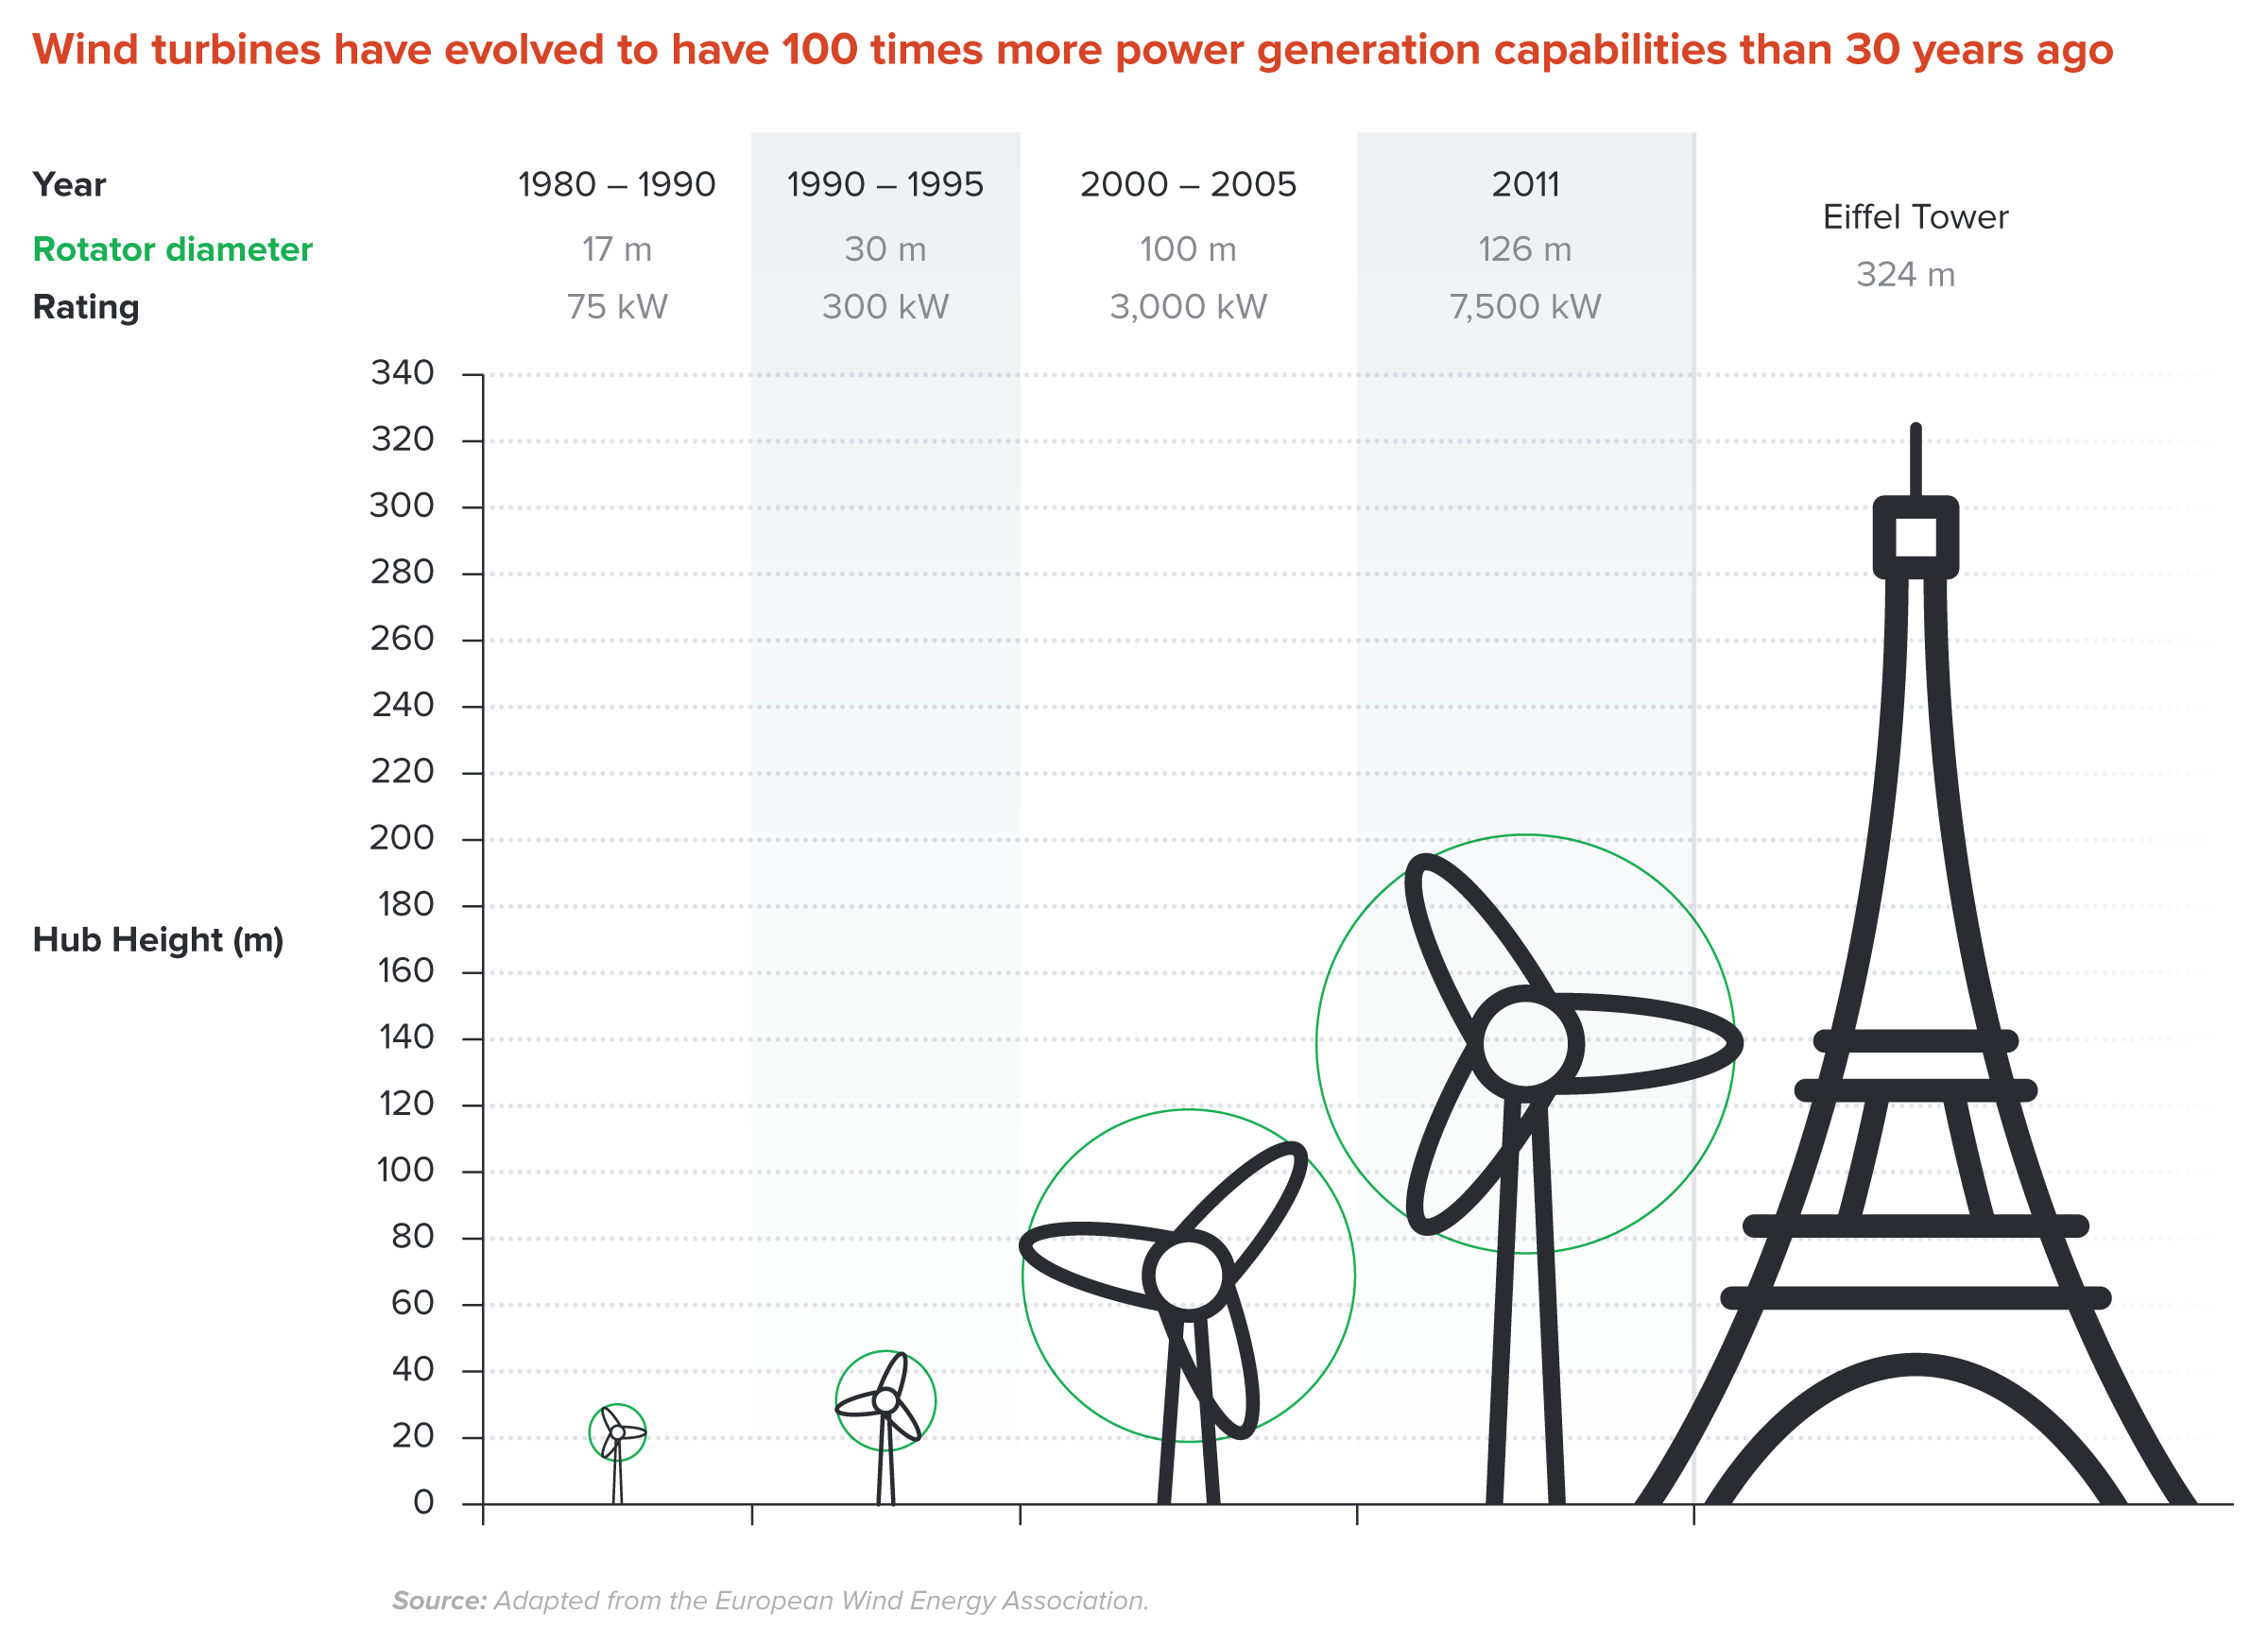 Wind turbines have evolved to have 100 times more power generation capabilities than 30 years ago
Year 1980 – 1990 1990 – 1995 2000 – 2005 2011
Eiffel Tower
Rotator diameter 17 m 30 m 100 m 126 m
324 m
Rating 75 kW 300 kW 3,000 kW 7,500 kW
340
320
300
280
260
240
220
200
180
Hub Height (m)
160
140
120
100
80
60
40
20
0
Source: Adapted from the European Wind Energy Association.